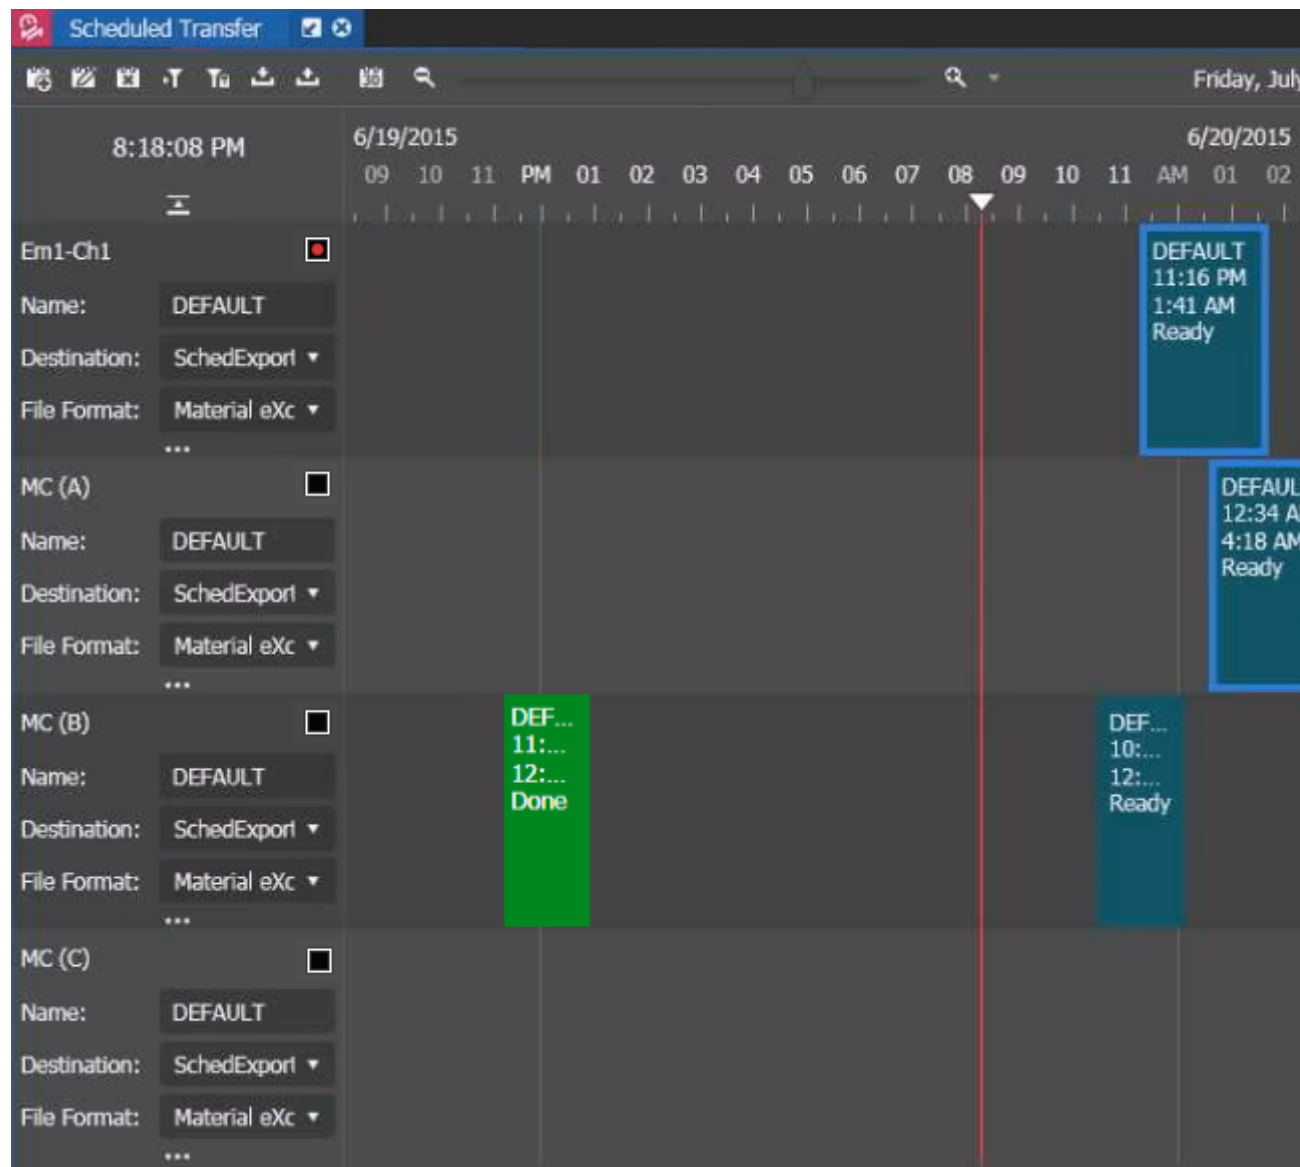 Scheduled Transfer
Friday, July
8:18:08 PM
6/19/2015 6/20/2015
09 10 11 PM 01 02 03 04 05 06 07 08 09 10 11 AM 01 02
Em1-Ch1
Name: DEFAULT
Destination: SchedExport
File Format: Material eXc
...
DEFAULT
11:16 PM
1:41 AM
Ready
MC (A)
Name: DEFAULT
Destination: SchedExport
File Format: Material eXc
...
DEFAUL
12:34 A
4:18 AM
Ready
MC (B)
Name: DEFAULT
Destination: SchedExport
File Format: Material eXc
...
DEF...
11:...
12:...
Done
DEF...
10:...
12:...
Ready
MC (C)
Name: DEFAULT
Destination: SchedExport
File Format: Material eXc
...